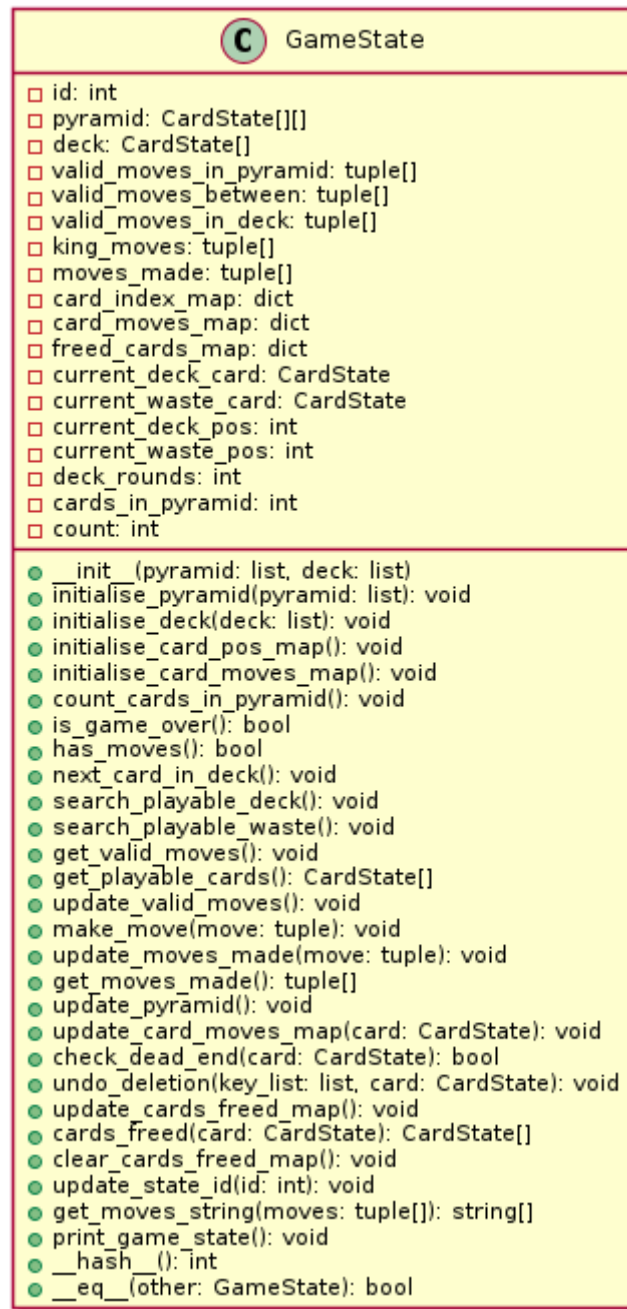 C GameState
id: int
pyramid: CardState[][]
deck: CardState[]
valid_moves_in_pyramid: tuple[]
valid_moves_between: tuple[]
valid_moves_in_deck: tuple[]
king_moves: tuple[]
moves_made: tuple[]
card_index_map: dict
card_moves_map: dict
freed_cards_map: dict
current_deck_card: CardState
current_waste_card: CardState
current_deck_pos: int
current_waste_pos: int
deck_rounds: int
cards_in_pyramid: int
count: int
__init__(pyramid: list, deck: list)
initialise_pyramid(pyramid: list): void
initialise_deck(deck: list): void
initialise_card_pos_map(): void
initialise_card_moves_map(): void
count_cards_in_pyramid(): void
is_game_over(): bool
has_moves(): bool
next_card_in_deck(): void
search_playable_deck(): void
search_playable_waste(): void
get_valid_moves(): void
get_playable_cards(): CardState[]
update_valid_moves(): void
make_move(move: tuple): void
update_moves_made(move: tuple): void
get_moves_made(): tuple[]
update_pyramid(): void
update_card_moves_map(card: CardState): void
check_dead_end(card: CardState): bool
undo_deletion(key_list: list, card: CardState): void
update_cards_freed_map(): void
cards_freed(card: CardState): CardState[]
clear_cards_freed_map(): void
update_state_id(id: int): void
get_moves_string(moves: tuple[]): string[]
print_game_state(): void
__hash__(): int
__eq__(other: GameState): bool